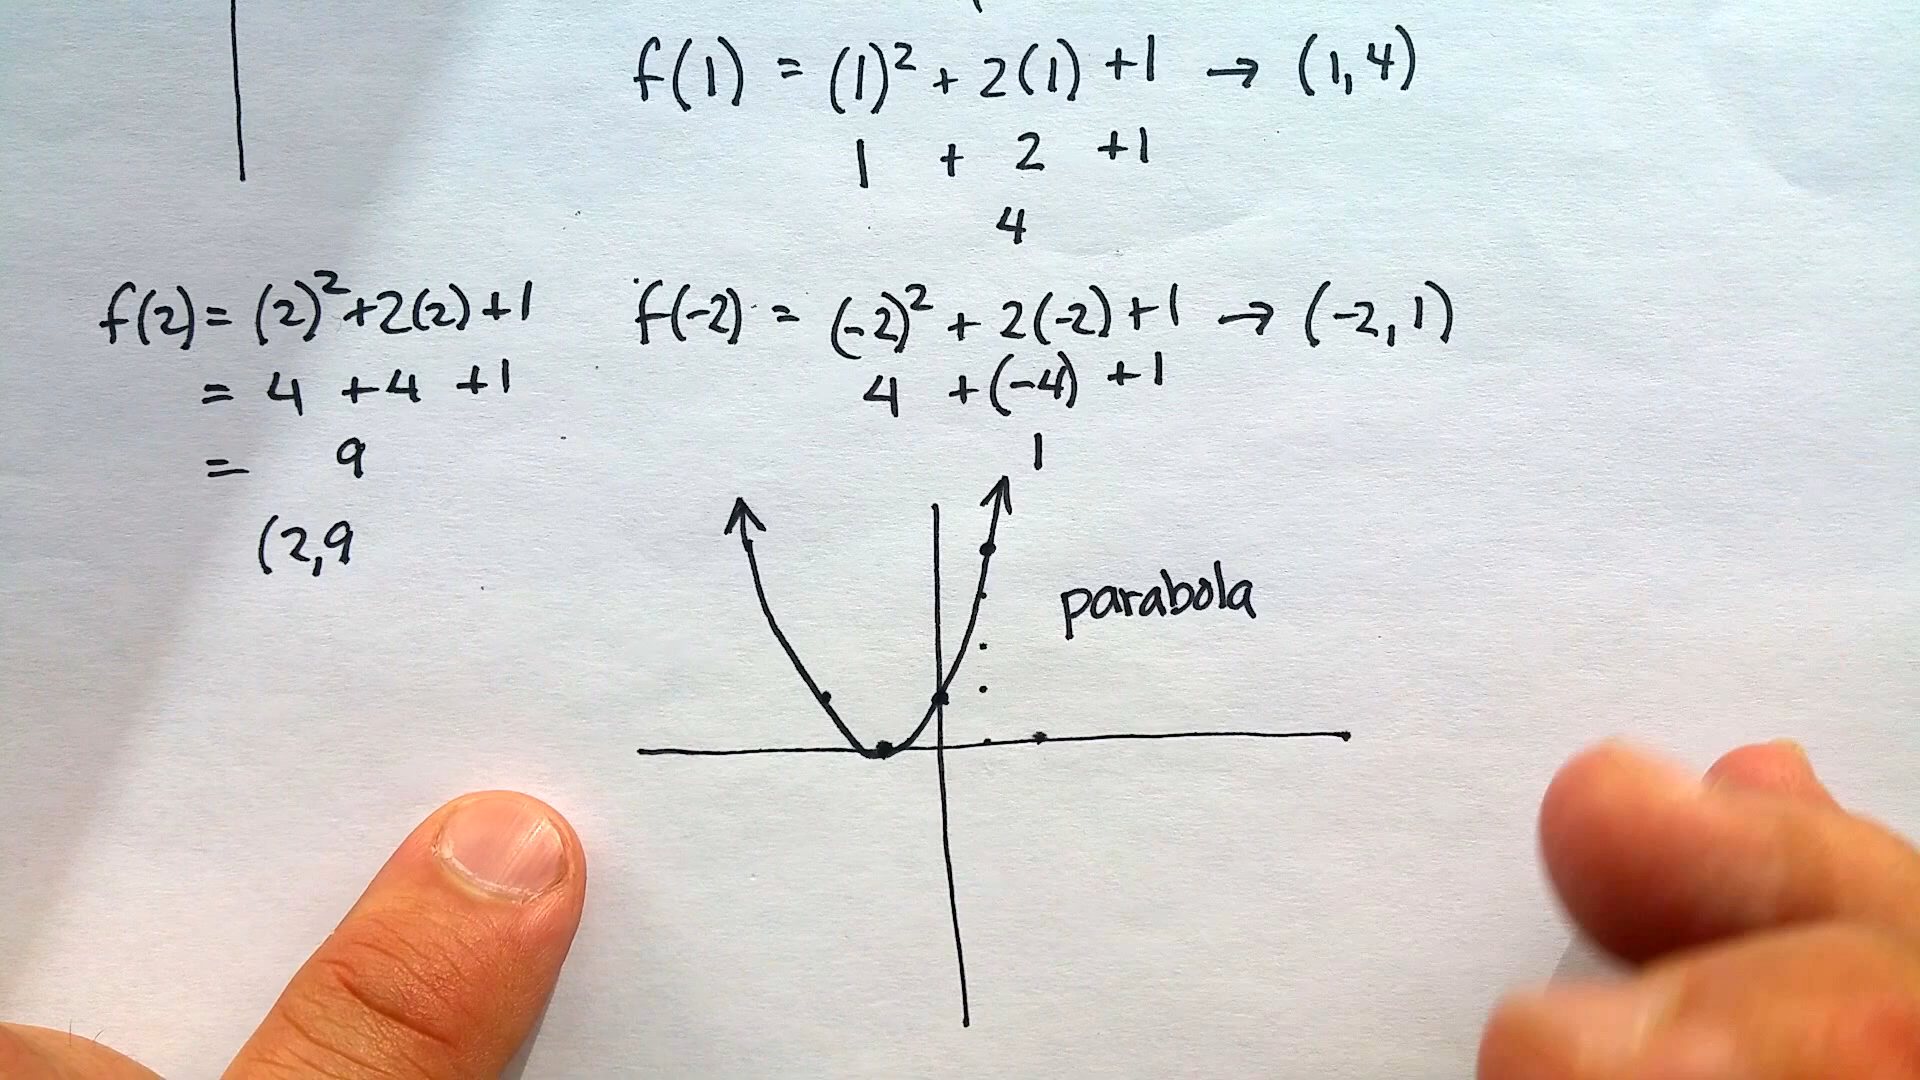 f(1) = (1)² + 2(1) +1 → (1,4)
1 + 2 +1
4
f(2)= (2)²+2(2)+1
= 4 +4 +1
= 9
(2,9
f(-2) = (-2)² + 2(-2)+1 → (-2,1)
4 +(-4) +1
1
parabola